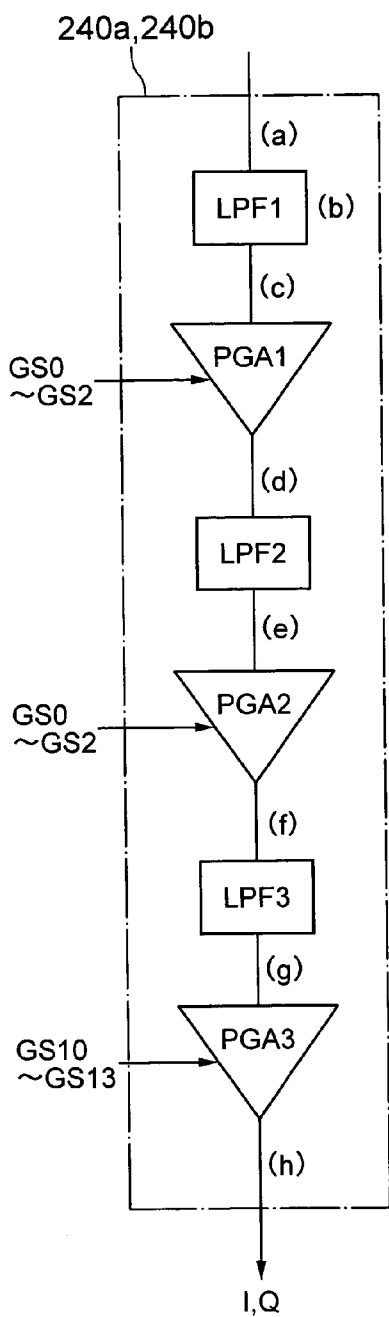 240a,240b
(a)
LPF1
(b)
(c)
PGA1
GS0
~GS2
(d)
LPF2
(e)
PGA2
GS0
~GS2
(f)
LPF3
(g)
PGA3
GS10
~GS13
(h)
I,Q